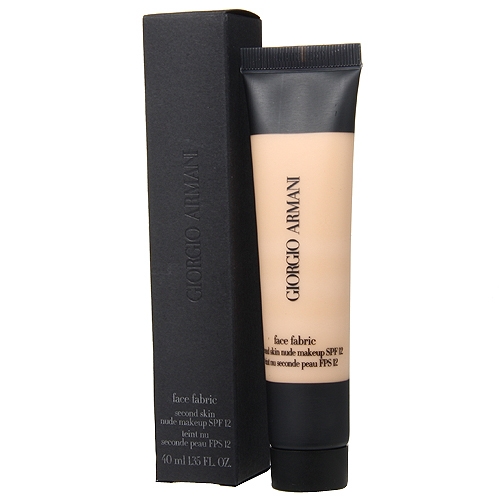 GIORGIO ARMANI
face fabric
second skin
nude makeup SPF 12
teint nu
seconde peau FPS 12
40 ml 1.35 FL. OZ.
GIORGIO ARMANI
face fabric
skin nude makeup SPF 12
nu seconde peau FPS 12